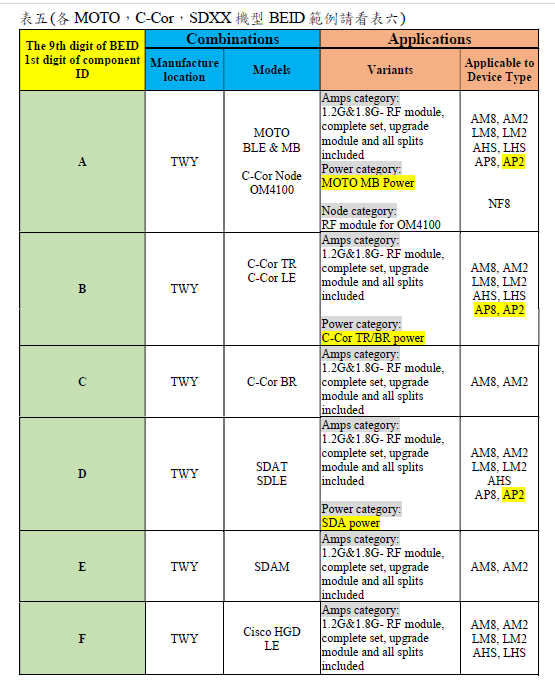 表五(各 MOTO,C-Cor,SDXX 機型 BEID 範例請看表六)
The 9th digit of BEID
1st digit of component
ID
Combinations
Applications
Manufacture
location
Models
Variants
Applicable to
Device Type
A
TWY
MOTO
BLE & MB
C-Cor Node
OM4100
Amps category:
1.2G&1.8G- RF module,
complete set, upgrade
module and all splits
included
Power category:
MOTO MB Power
Node category:
RF module for OM4100
AM8, AM2
LM8, LM2
AHS, LHS
AP8, AP2
NF8
B
TWY
C-Cor TR
C-Cor LE
Amps category:
1.2G&1.8G- RF module,
complete set, upgrade
module and all splits
included
Power category:
C-Cor TR/BR power
AM8, AM2
LM8, LM2
AHS, LHS
AP8, AP2
C
TWY
C-Cor BR
Amps category:
1.2G&1.8G- RF module,
complete set, upgrade
module and all splits
included
AM8, AM2
D
TWY
SDAT
SDLE
Amps category:
1.2G&1.8G- RF module,
complete set, upgrade
module and all splits
included
Power category:
SDA power
AM8, AM2
LM8, LM2
AHS
AP8, AP2
E
TWY
SDAM
Amps category:
1.2G&1.8G- RF module,
complete set, upgrade
module and all splits
included
AM8, AM2
F
TWY
Cisco HGD
LE
Amps category:
1.2G&1.8G- RF module,
complete set, upgrade
module and all splits
included
AM8, AM2
LM8, LM2
AHS, LHS